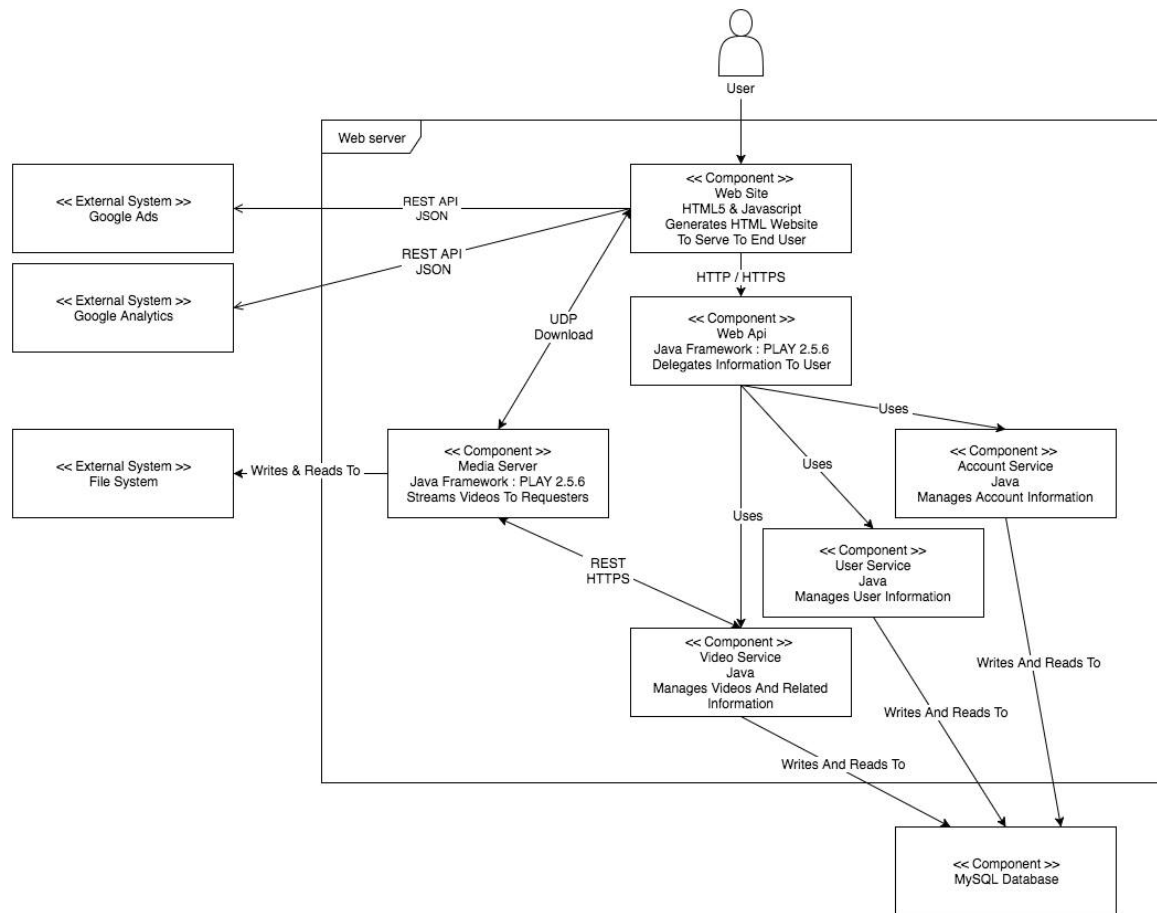 User
Web server
<< External System >>
Google Ads
REST API
JSON
<< Component >>
Web Site
HTML5 & Javascript
Generates HTML Website
To Serve To End User
REST API
JSON
<< External System >>
Google Analytics
HTTP / HTTPS
UDP
Download
<< Component >>
Web Api
Java Framework : PLAY 2.5.6
Delegates Information To User
Uses
<< External System >>
File System
Writes & Reads To
<< Component >>
Media Server
Java Framework : PLAY 2.5.6
Streams Videos To Requesters
Uses
<< Component >>
Account Service
Java
Manages Account Information
Uses
REST
HTTPS
<< Component >>
User Service
Java
Manages User Information
<< Component >>
Video Service
Java
Manages Videos And Related
Information
Writes And Reads To
Writes And Reads To
Writes And Reads To
<< Component >>
MySQL Database